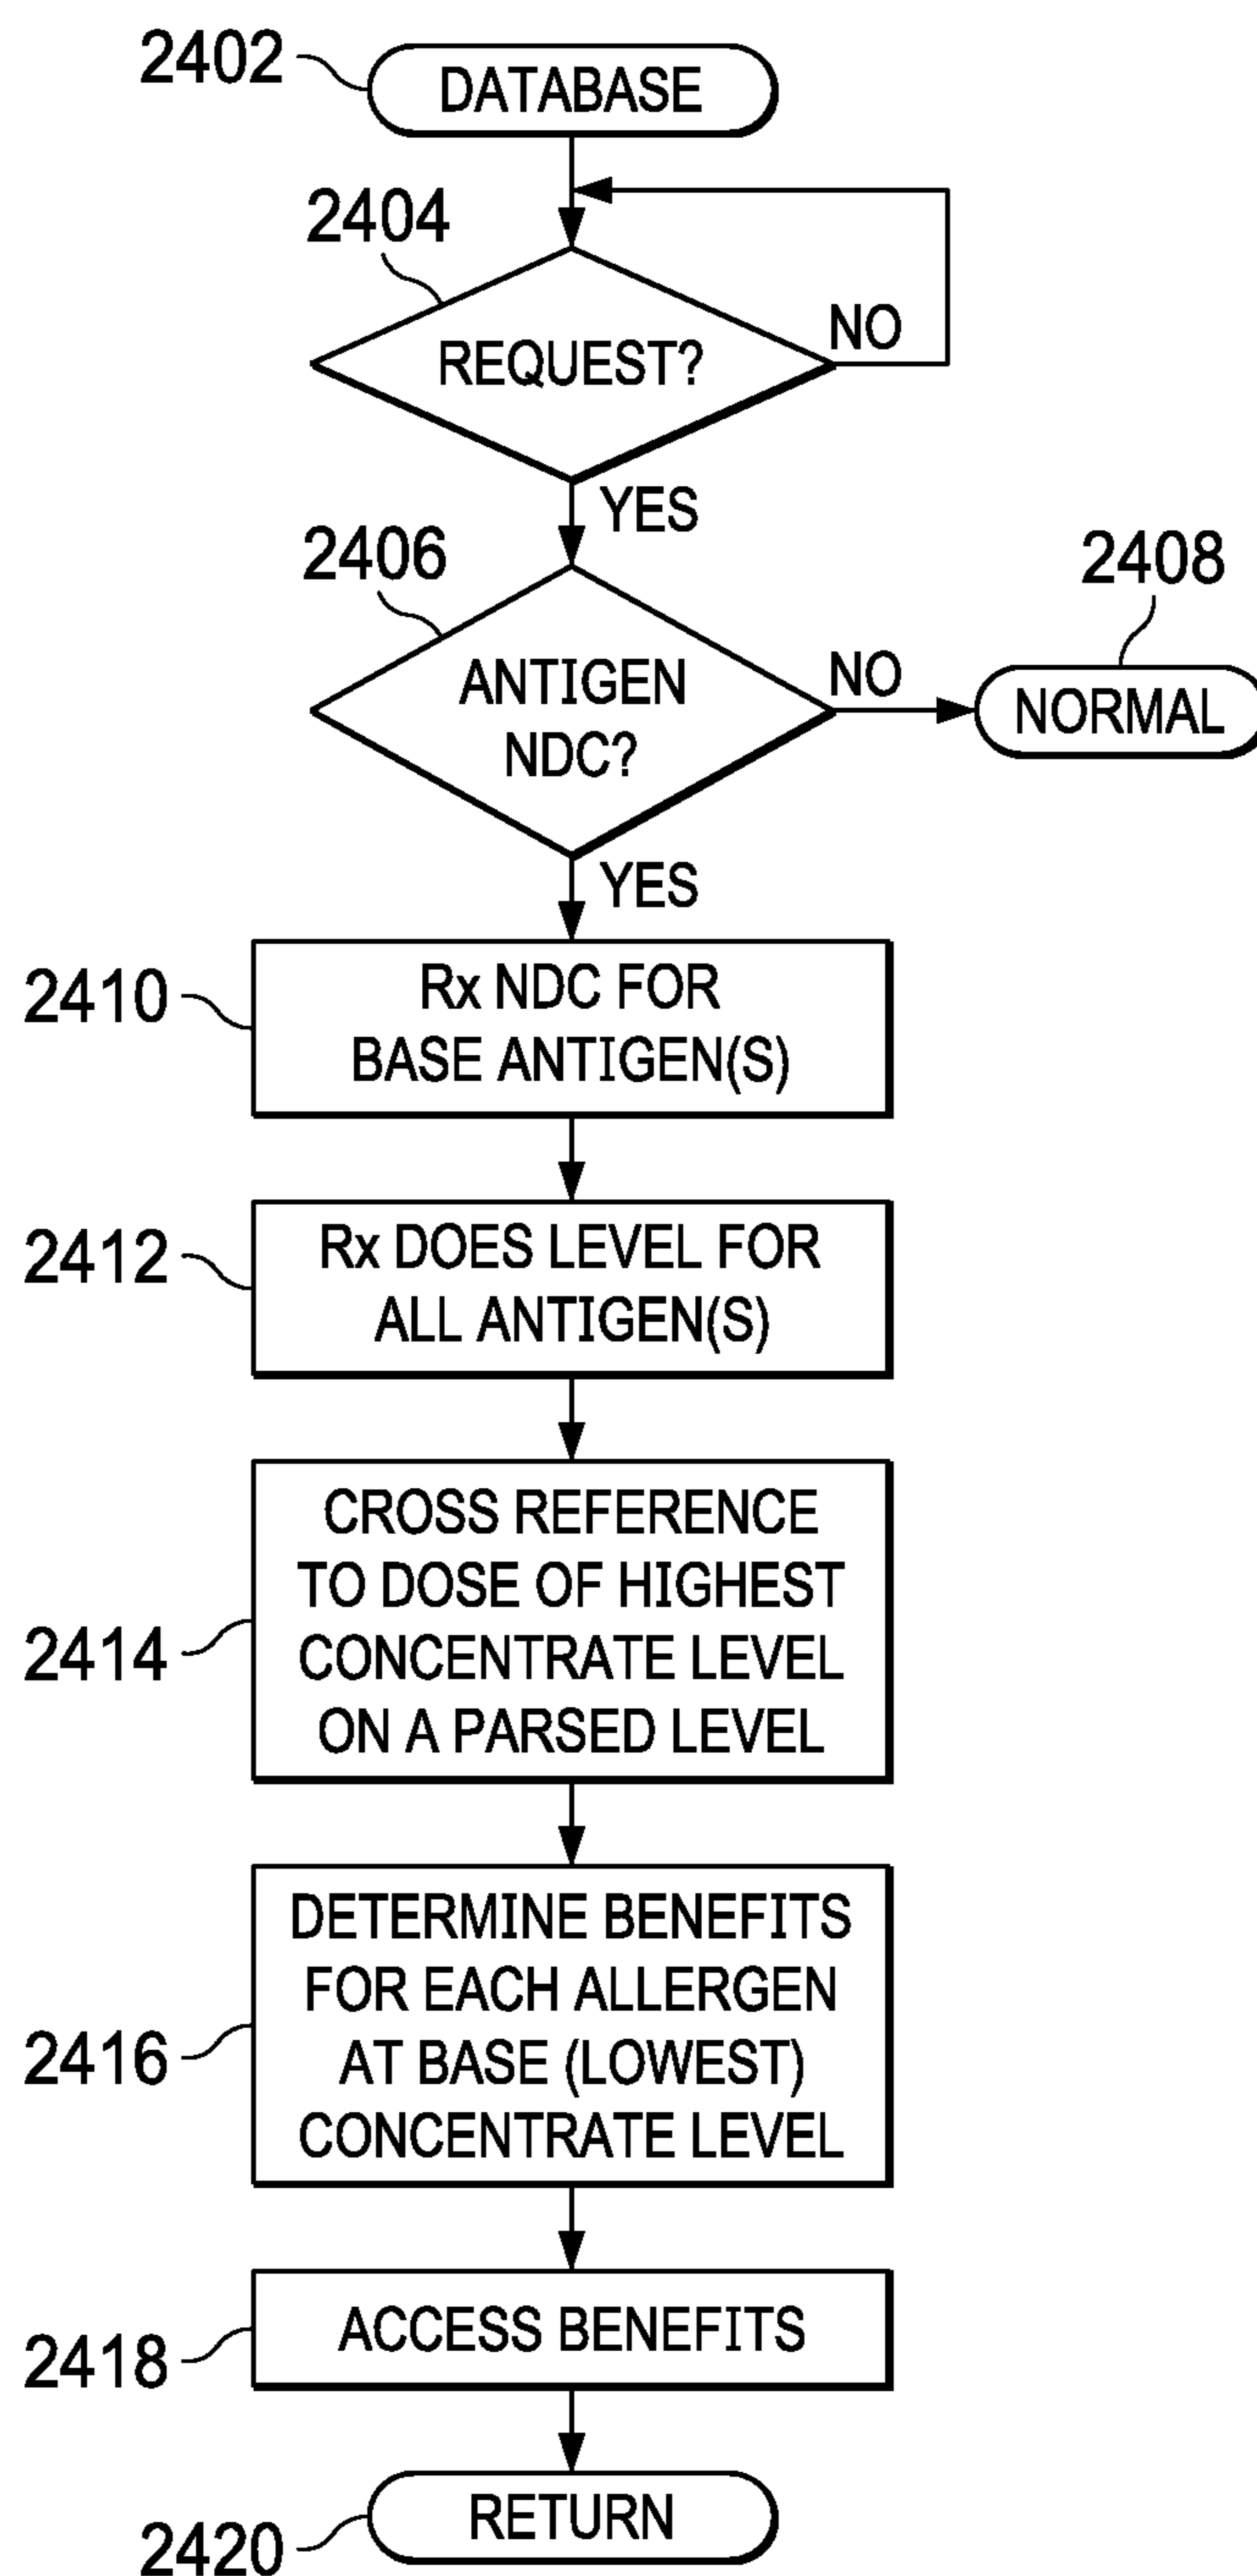 2402
DATABASE
2404
REQUEST?
NO
YES
2406
ANTIGEN
NDC?
NO
2408
NORMAL
YES
2410
Rx NDC FOR
BASE ANTIGEN(S)
2412
Rx DOES LEVEL FOR
ALL ANTIGEN(S)
2414
CROSS REFERENCE
TO DOSE OF HIGHEST
CONCENTRATE LEVEL
ON A PARSED LEVEL
2416
DETERMINE BENEFITS
FOR EACH ALLERGEN
AT BASE (LOWEST)
CONCENTRATE LEVEL
2418
ACCESS BENEFITS
2420
RETURN